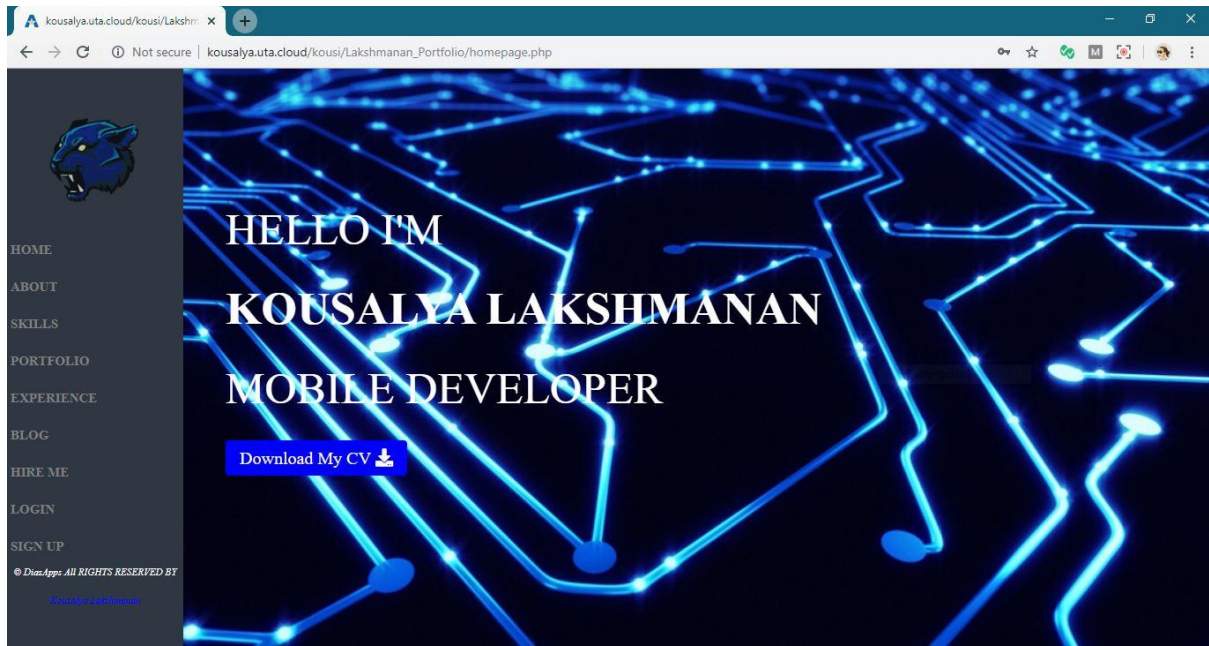 kousalya.uta.cloud/kousi/Lakshm
Not secure | kousalya.uta.cloud/kousi/Lakshmanan_Portfolio/homepage.php
M
HOME
ABOUT
SKILLS
PORTFOLIO
EXPERIENCE
BLOG
HIRE ME
LOGIN
SIGN UP
© DiazApps All RIGHTS RESERVED BY
Kousalya Lakshmanan
HELLO I'M
KOUSALYA LAKSHMANAN
MOBILE DEVELOPER
Download My CV